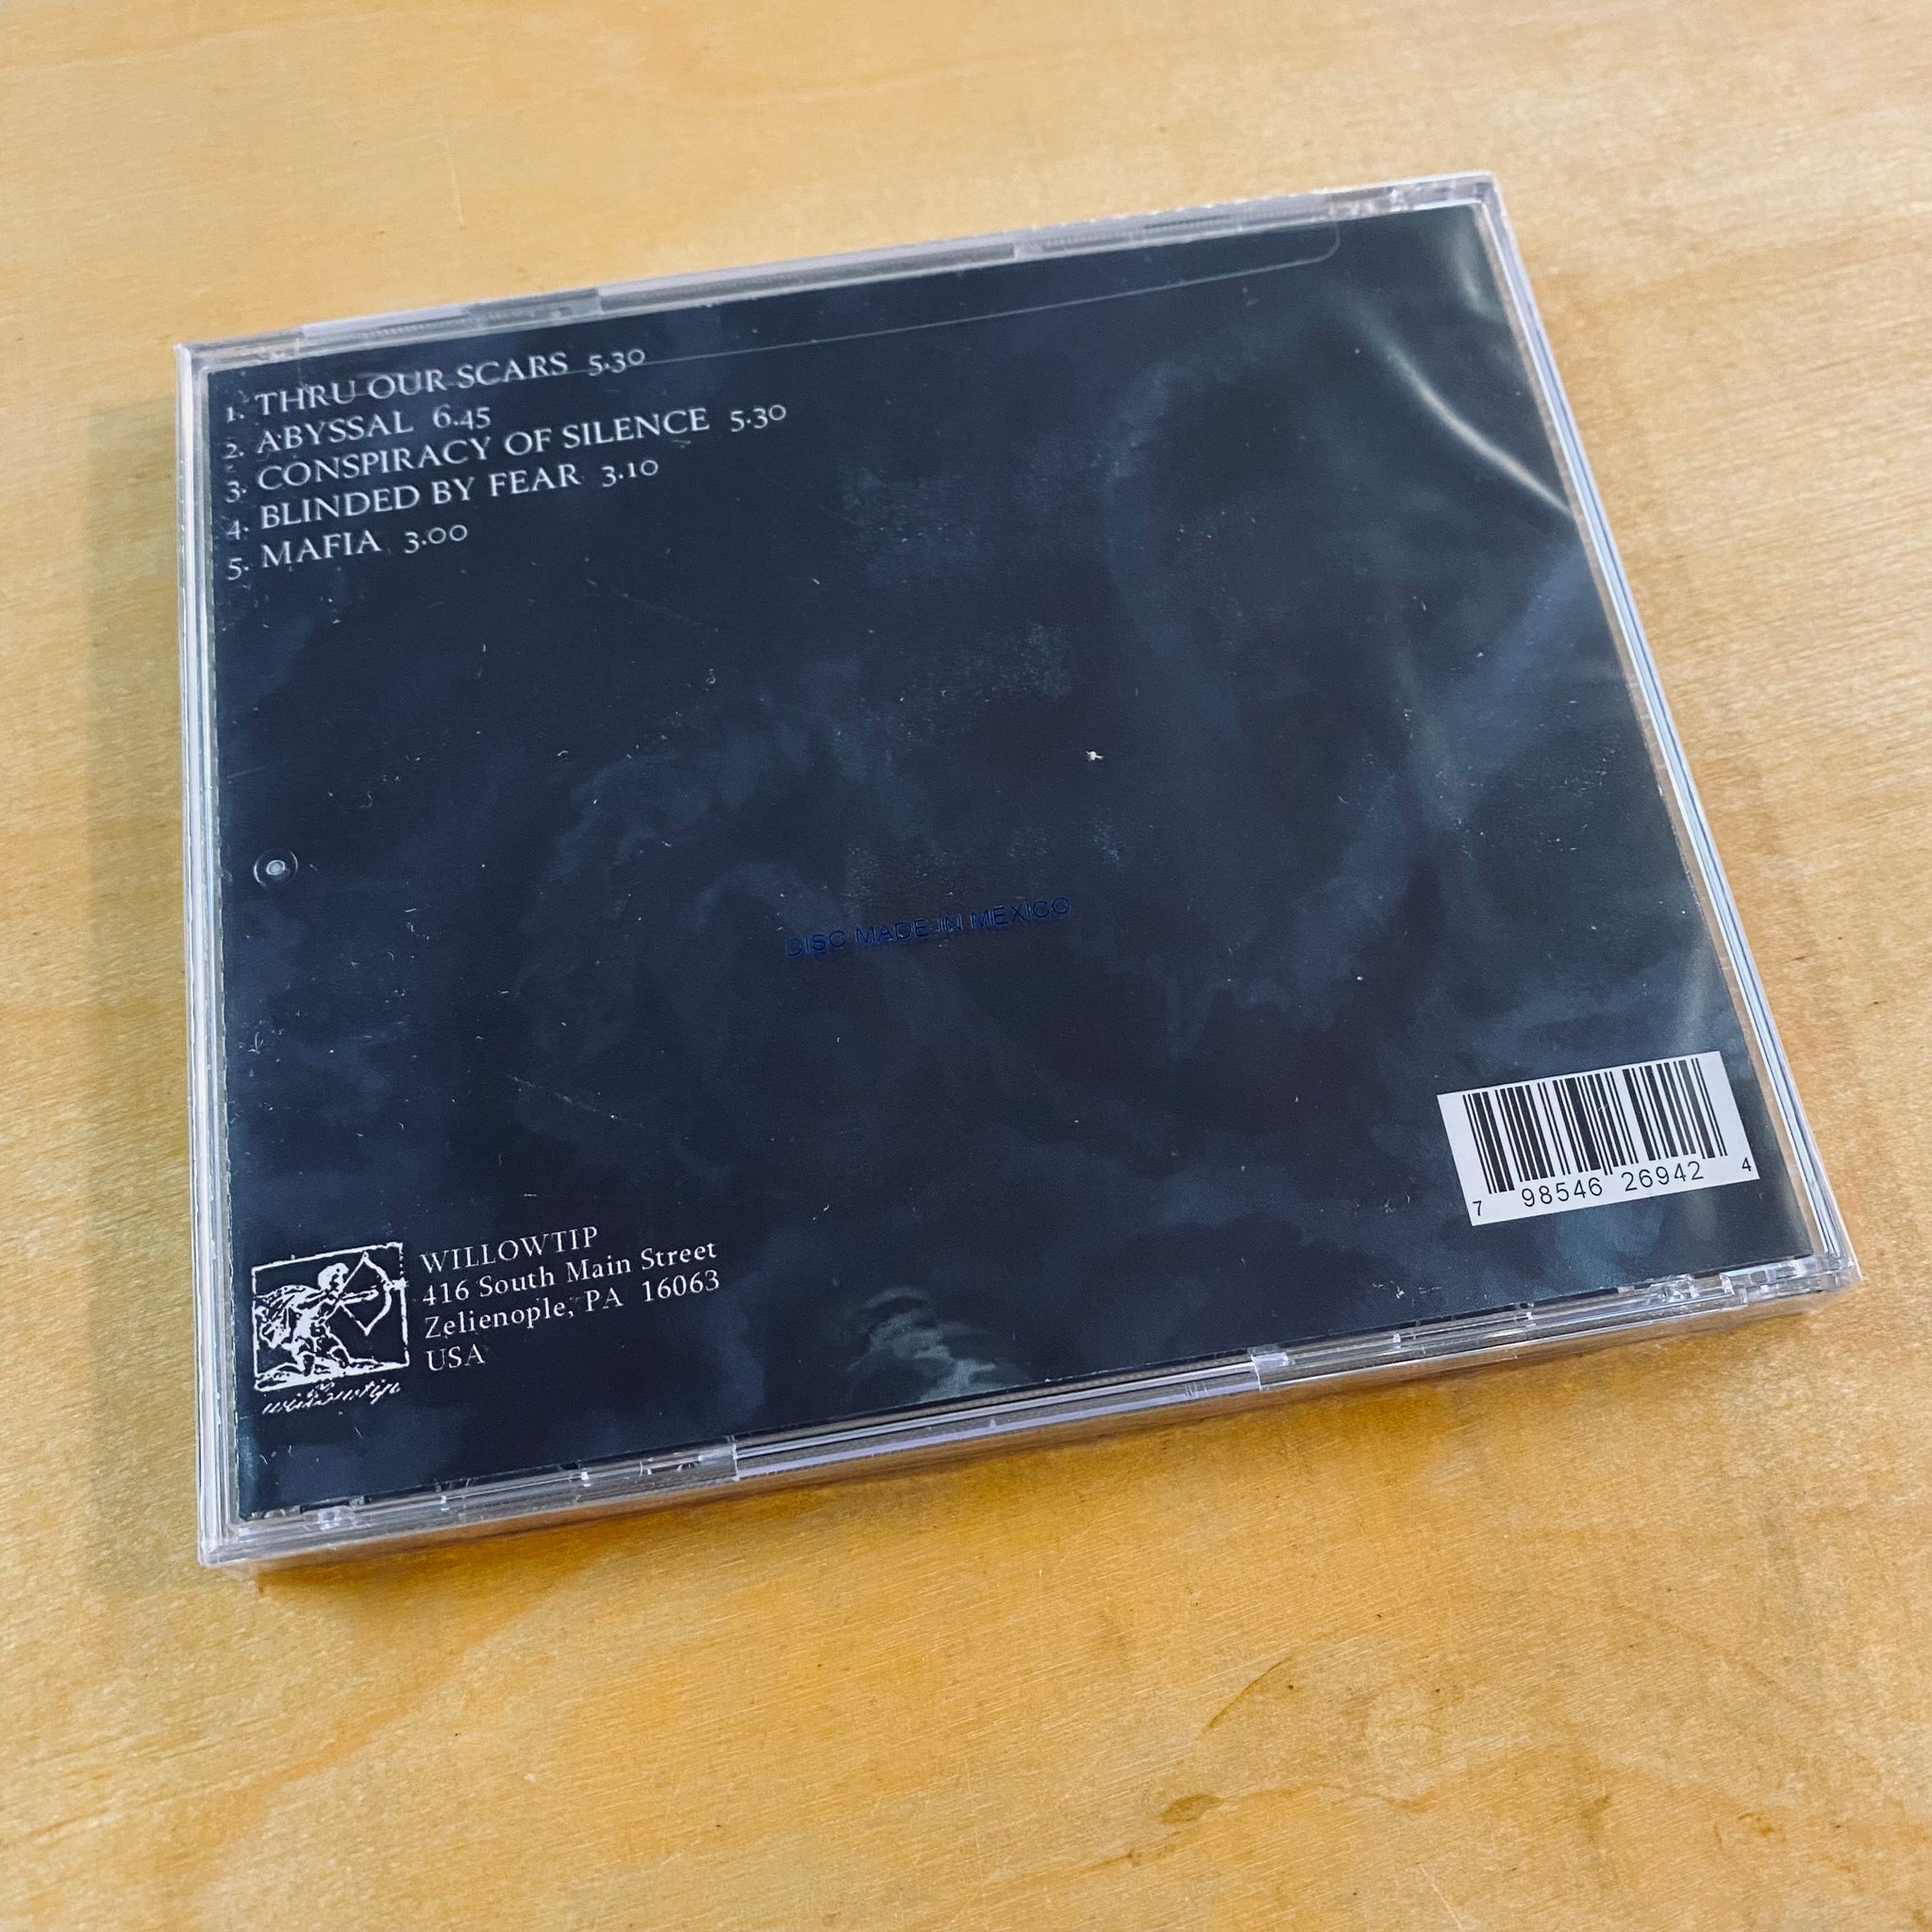 1. THRU OUR SCARS 5.30
2. ABYSSAL 6.45
3. CONSPIRACY OF SILENCE 5.30
4. BLINDED BY FEAR 3.10
5. MAFIA 3.00
DISC MADE IN MEXICO
7 98546 26942 4
WILLOWTIP
416 South Main Street
Zelienople, PA 16063
USA
willowtip